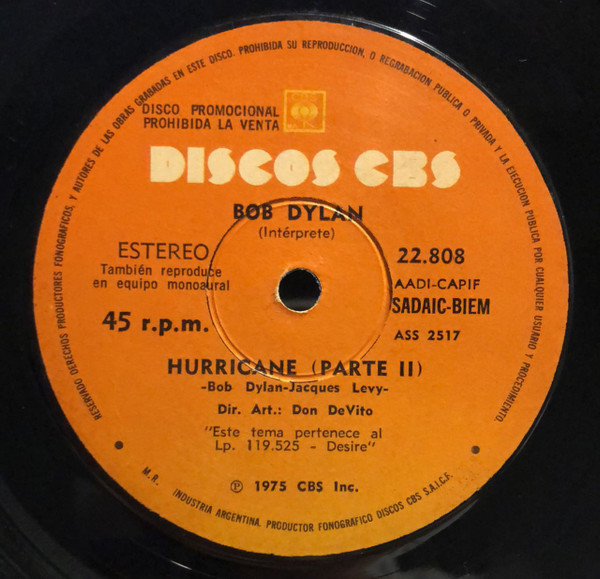 RESERVADO DERECHOS PRODUCTORES FONOGRAFICOS, Y AUTORES DE LAS OBRAS GRABADAS EN ESTE DISCO. PROHIBIDA SU REPRODUCCION, O REGRABACION PUBLICA O PRIVADA Y LA EJECUCION PUBLICA POR CUALQUIER USUARIO Y PROCEDIMIENTO.
DISCO PROMOCIONAL
PROHIBIDA LA VENTA
DISCOS CBS
BOB DYLAN
(Intérprete)
ESTEREO
También reproduce
en equipo monoaural
45 r.p.m.
22.808
AADI-CAPIF
SADAIC-BIEM
ASS 2517
HURRICANE (PARTE II)
-Bob Dylan-Jacques Levy-
Dir. Art.: Don DeVito
"Este tema pertenece al
Lp. 119.525 - Desire"
℗ 1975 CBS Inc.
M.R. INDUSTRIA ARGENTINA. PRODUCTOR FONOGRAFICO DISCOS CBS S.A.I.C.F.